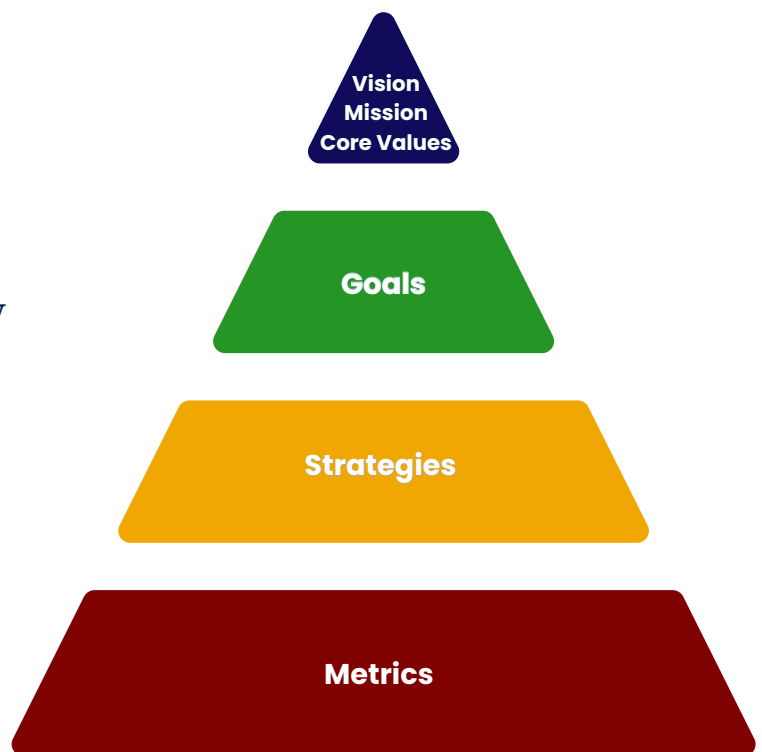 Vision
Mission
Core Values
Goals
Strategies
Metrics